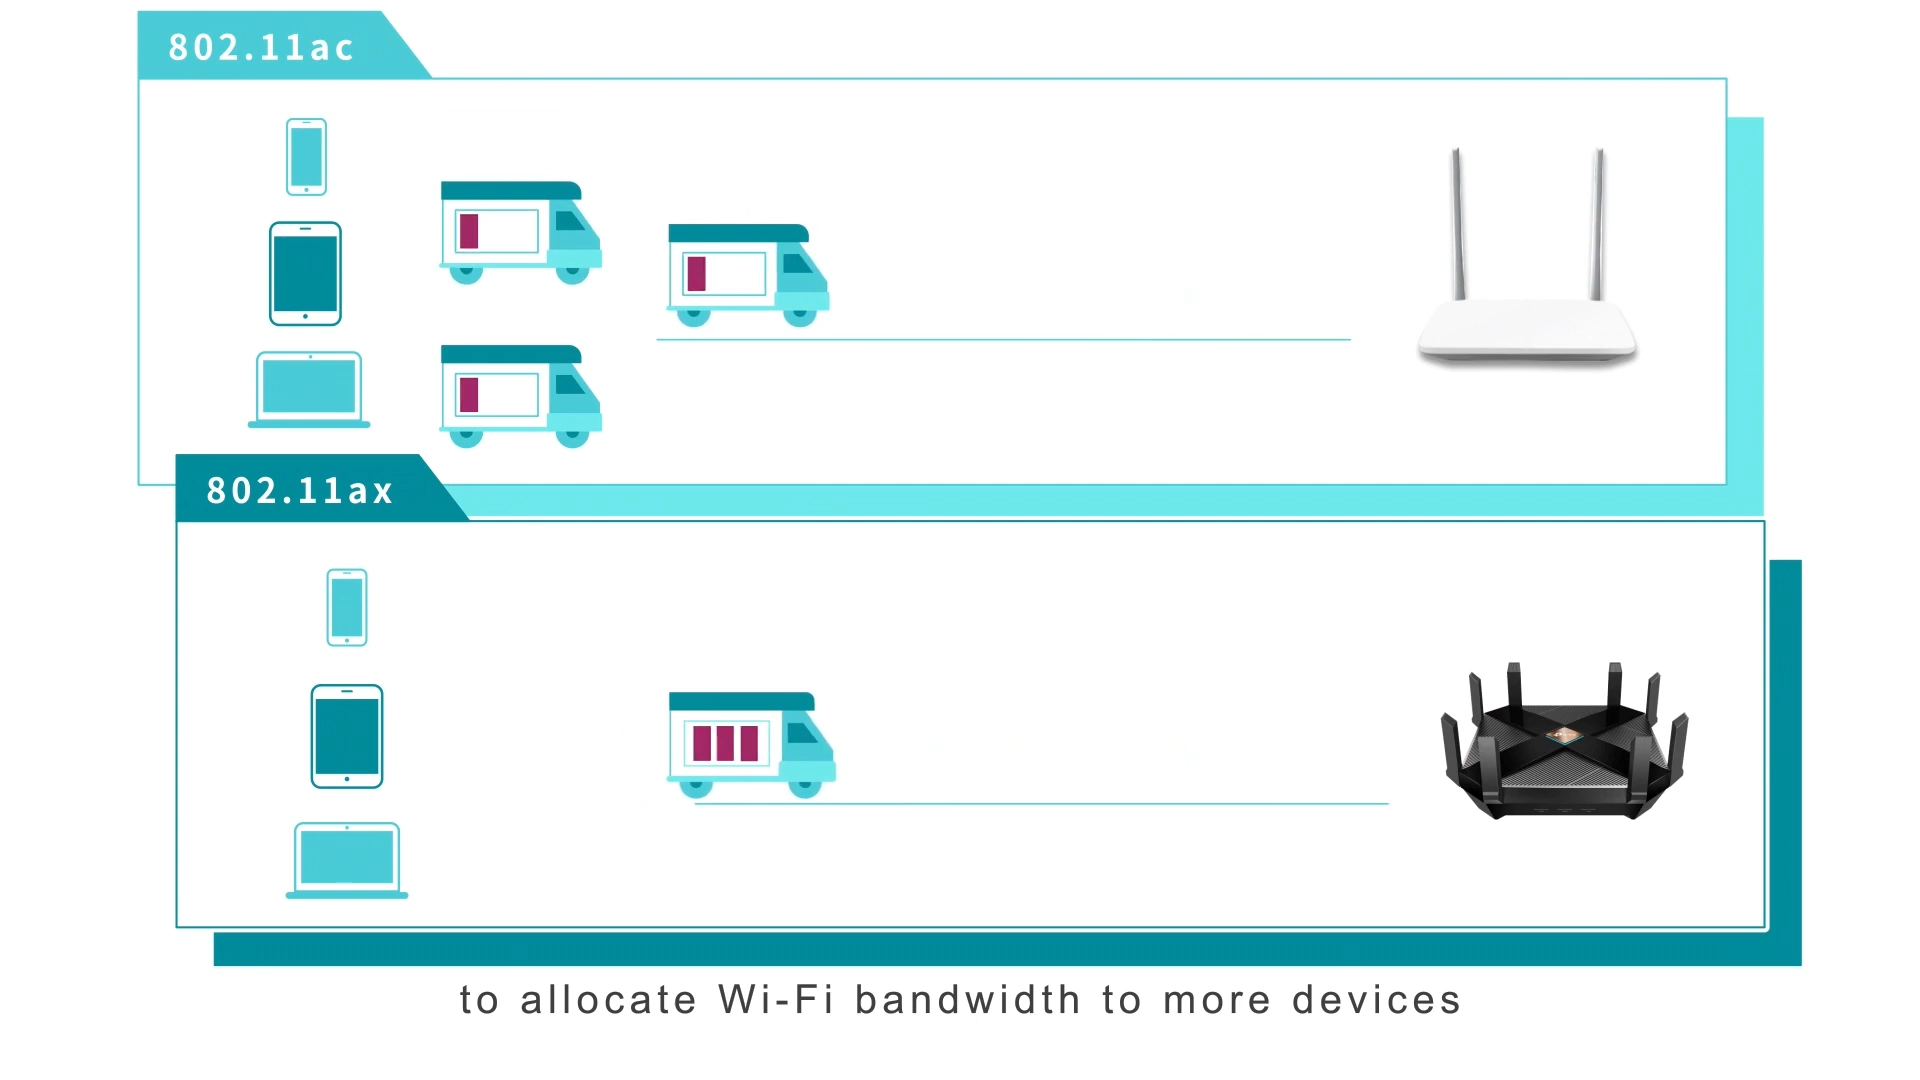 802.11ac
802.11ax
to allocate Wi-Fi bandwidth to more devices